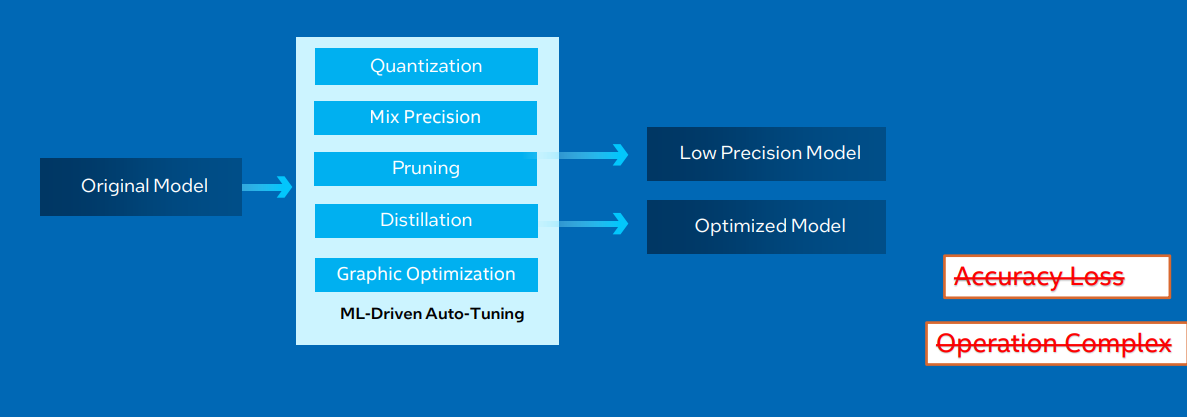 Original Model
Quantization
Mix Precision
Pruning
Distillation
Graphic Optimization
ML-Driven Auto-Tuning
Low Precision Model
Optimized Model
Accuracy Loss
Operation Complex